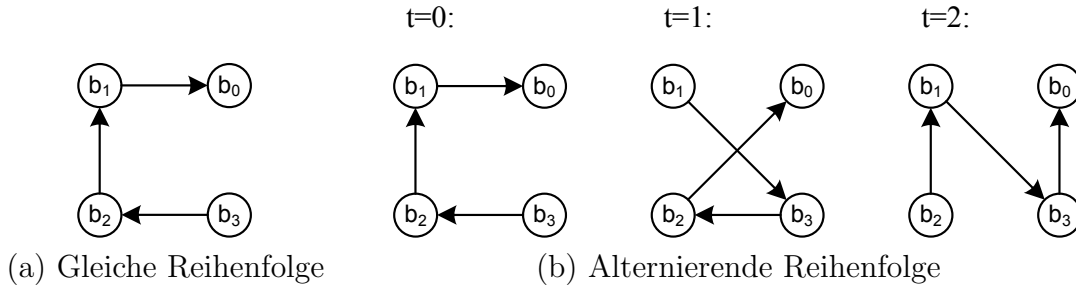 t=0: t=1: t=2:
b₁ b₀ b₁ b₀ b₁ b₀ b₁ b₀
b₂ b₃ b₂ b₃ b₂ b₃ b₂ b₃
(a) Gleiche Reihenfolge (b) Alternierende Reihenfolge